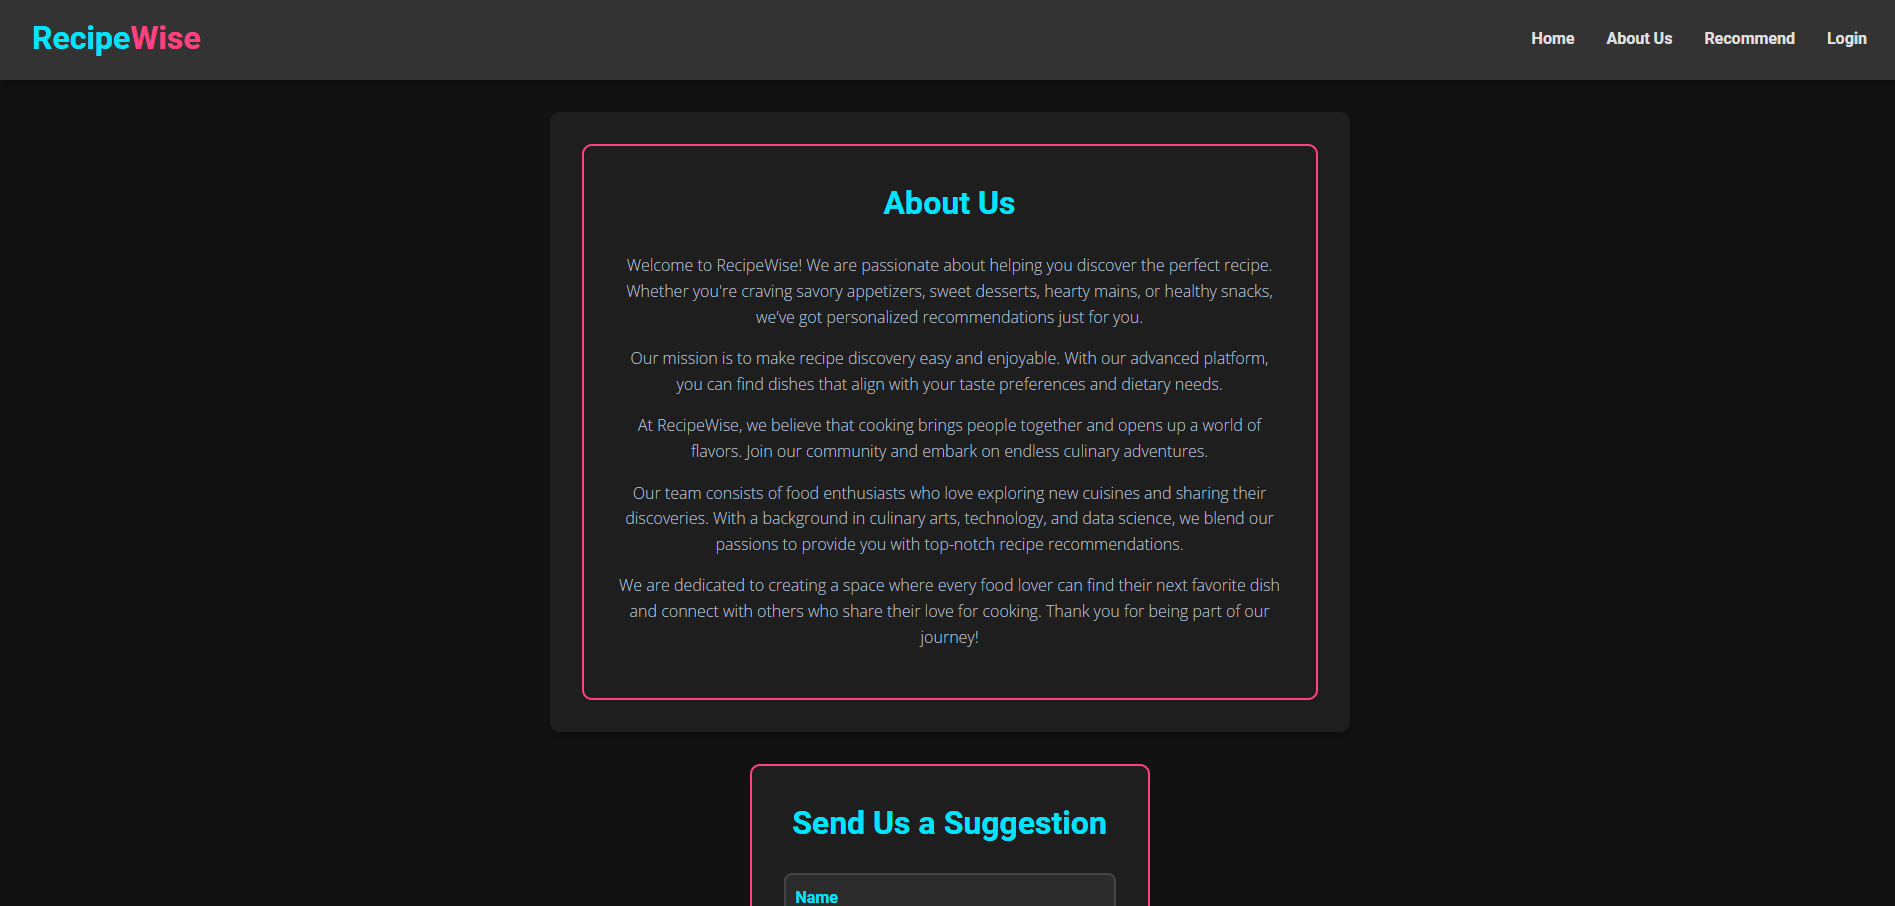 RecipeWise
Home About Us Recommend Login
About Us
Welcome to RecipeWise! We are passionate about helping you discover the perfect recipe.
Whether you're craving savory appetizers, sweet desserts, hearty mains, or healthy snacks,
we’ve got personalized recommendations just for you.
Our mission is to make recipe discovery easy and enjoyable. With our advanced platform,
you can find dishes that align with your taste preferences and dietary needs.
At RecipeWise, we believe that cooking brings people together and opens up a world of
flavors. Join our community and embark on endless culinary adventures.
Our team consists of food enthusiasts who love exploring new cuisines and sharing their
discoveries. With a background in culinary arts, technology, and data science, we blend our
passions to provide you with top-notch recipe recommendations.
We are dedicated to creating a space where every food lover can find their next favorite dish
and connect with others who share their love for cooking. Thank you for being part of our
journey!
Send Us a Suggestion
Name